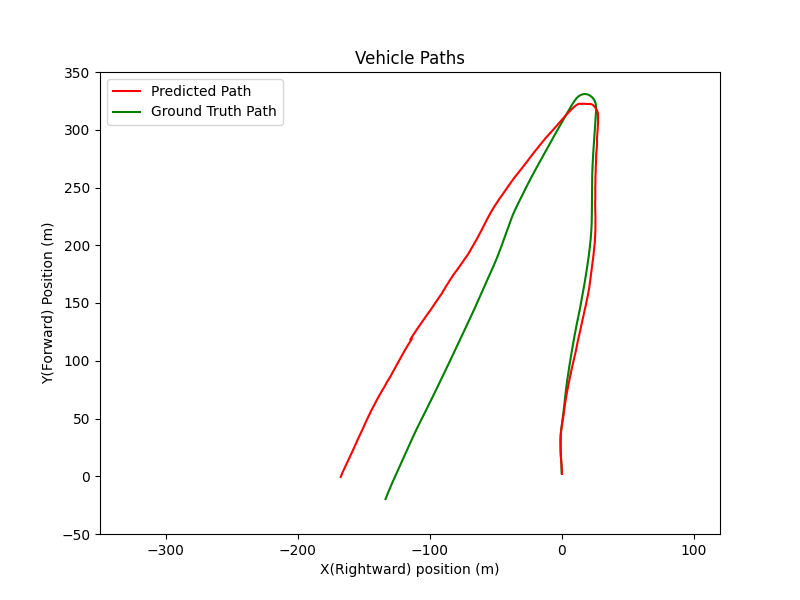 Vehicle Paths
Predicted Path
Ground Truth Path
350
300
250
200
150
100
50
0
−50
Y(Forward) Position (m)
−300
−200
−100
0
100
X(Rightward) position (m)